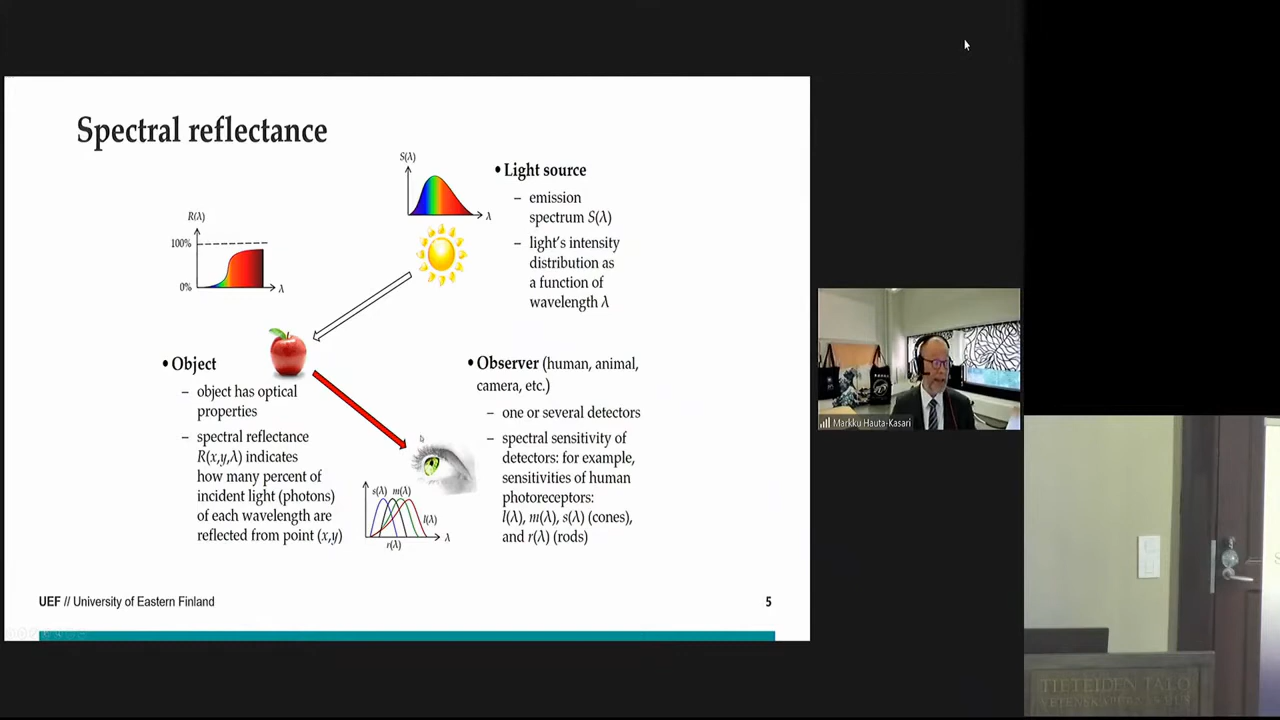 Spectral reflectance
S(λ)
λ
R(λ)
100%
0%
λ
• Light source
– emission
spectrum S(λ)
– light's intensity
distribution as
a function of
wavelength λ
• Object
– object has optical
properties
– spectral reflectance
R(x,y,λ) indicates
how many percent of
incident light (photons)
of each wavelength are
reflected from point (x,y)
• Observer (human, animal,
camera, etc.)
– one or several detectors
– spectral sensitivity of
detectors: for example,
sensitivities of human
photoreceptors:
l(λ), m(λ), s(λ) (cones),
and r(λ) (rods)
s(λ) m(λ)
l(λ)
r(λ)
λ
UEF // University of Eastern Finland
5
Markku Hauta-Kasari
TIETEIDEN TALO